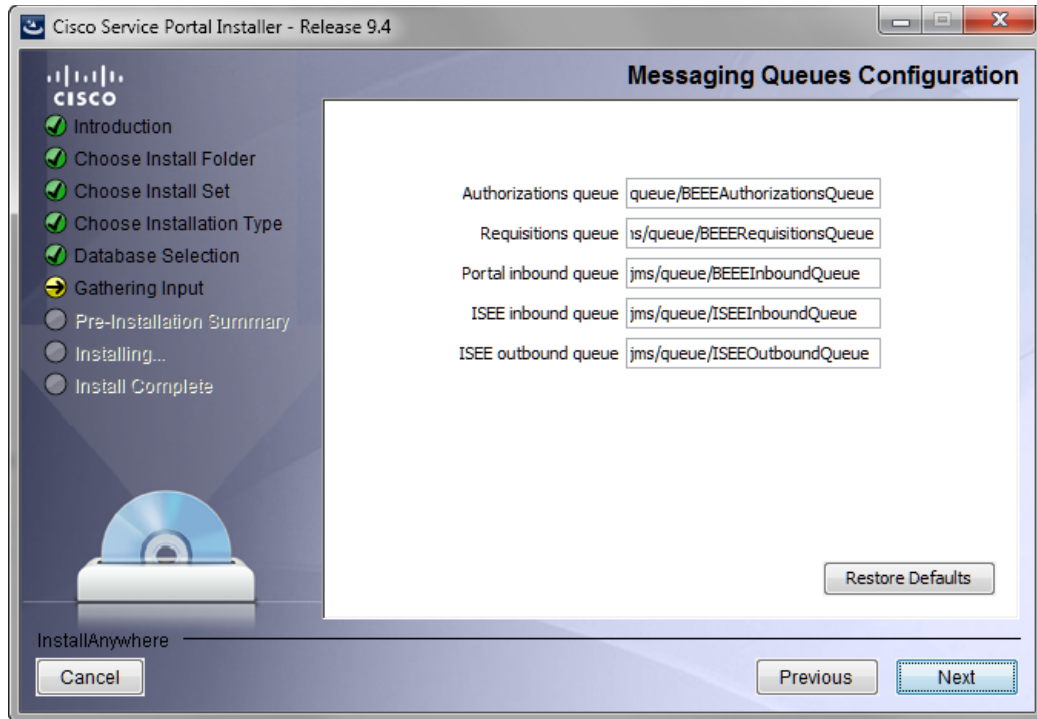 Cisco Service Portal Installer - Release 9.4
CISCO
Messaging Queues Configuration
Introduction
Choose Install Folder
Choose Install Set
Choose Installation Type
Database Selection
Gathering Input
Pre-Installation Summary
Installing...
Install Complete
Authorizations queue queue/BEEEAuthorizationsQueue
Requisitions queue ns/queue/BEEERequisitionsQueue
Portal inbound queue jms/queue/BEEEInboundQueue
ISEE inbound queue jms/queue/ISEEInboundQueue
ISEE outbound queue jms/queue/ISEEOutboundQueue
Restore Defaults
InstallAnywhere
Cancel
Previous
Next